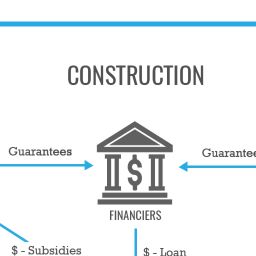 CONSTRUCTION
Guarantees
Guarantee
$
FINANCIERS
$ - Subsidies
$ - Loan